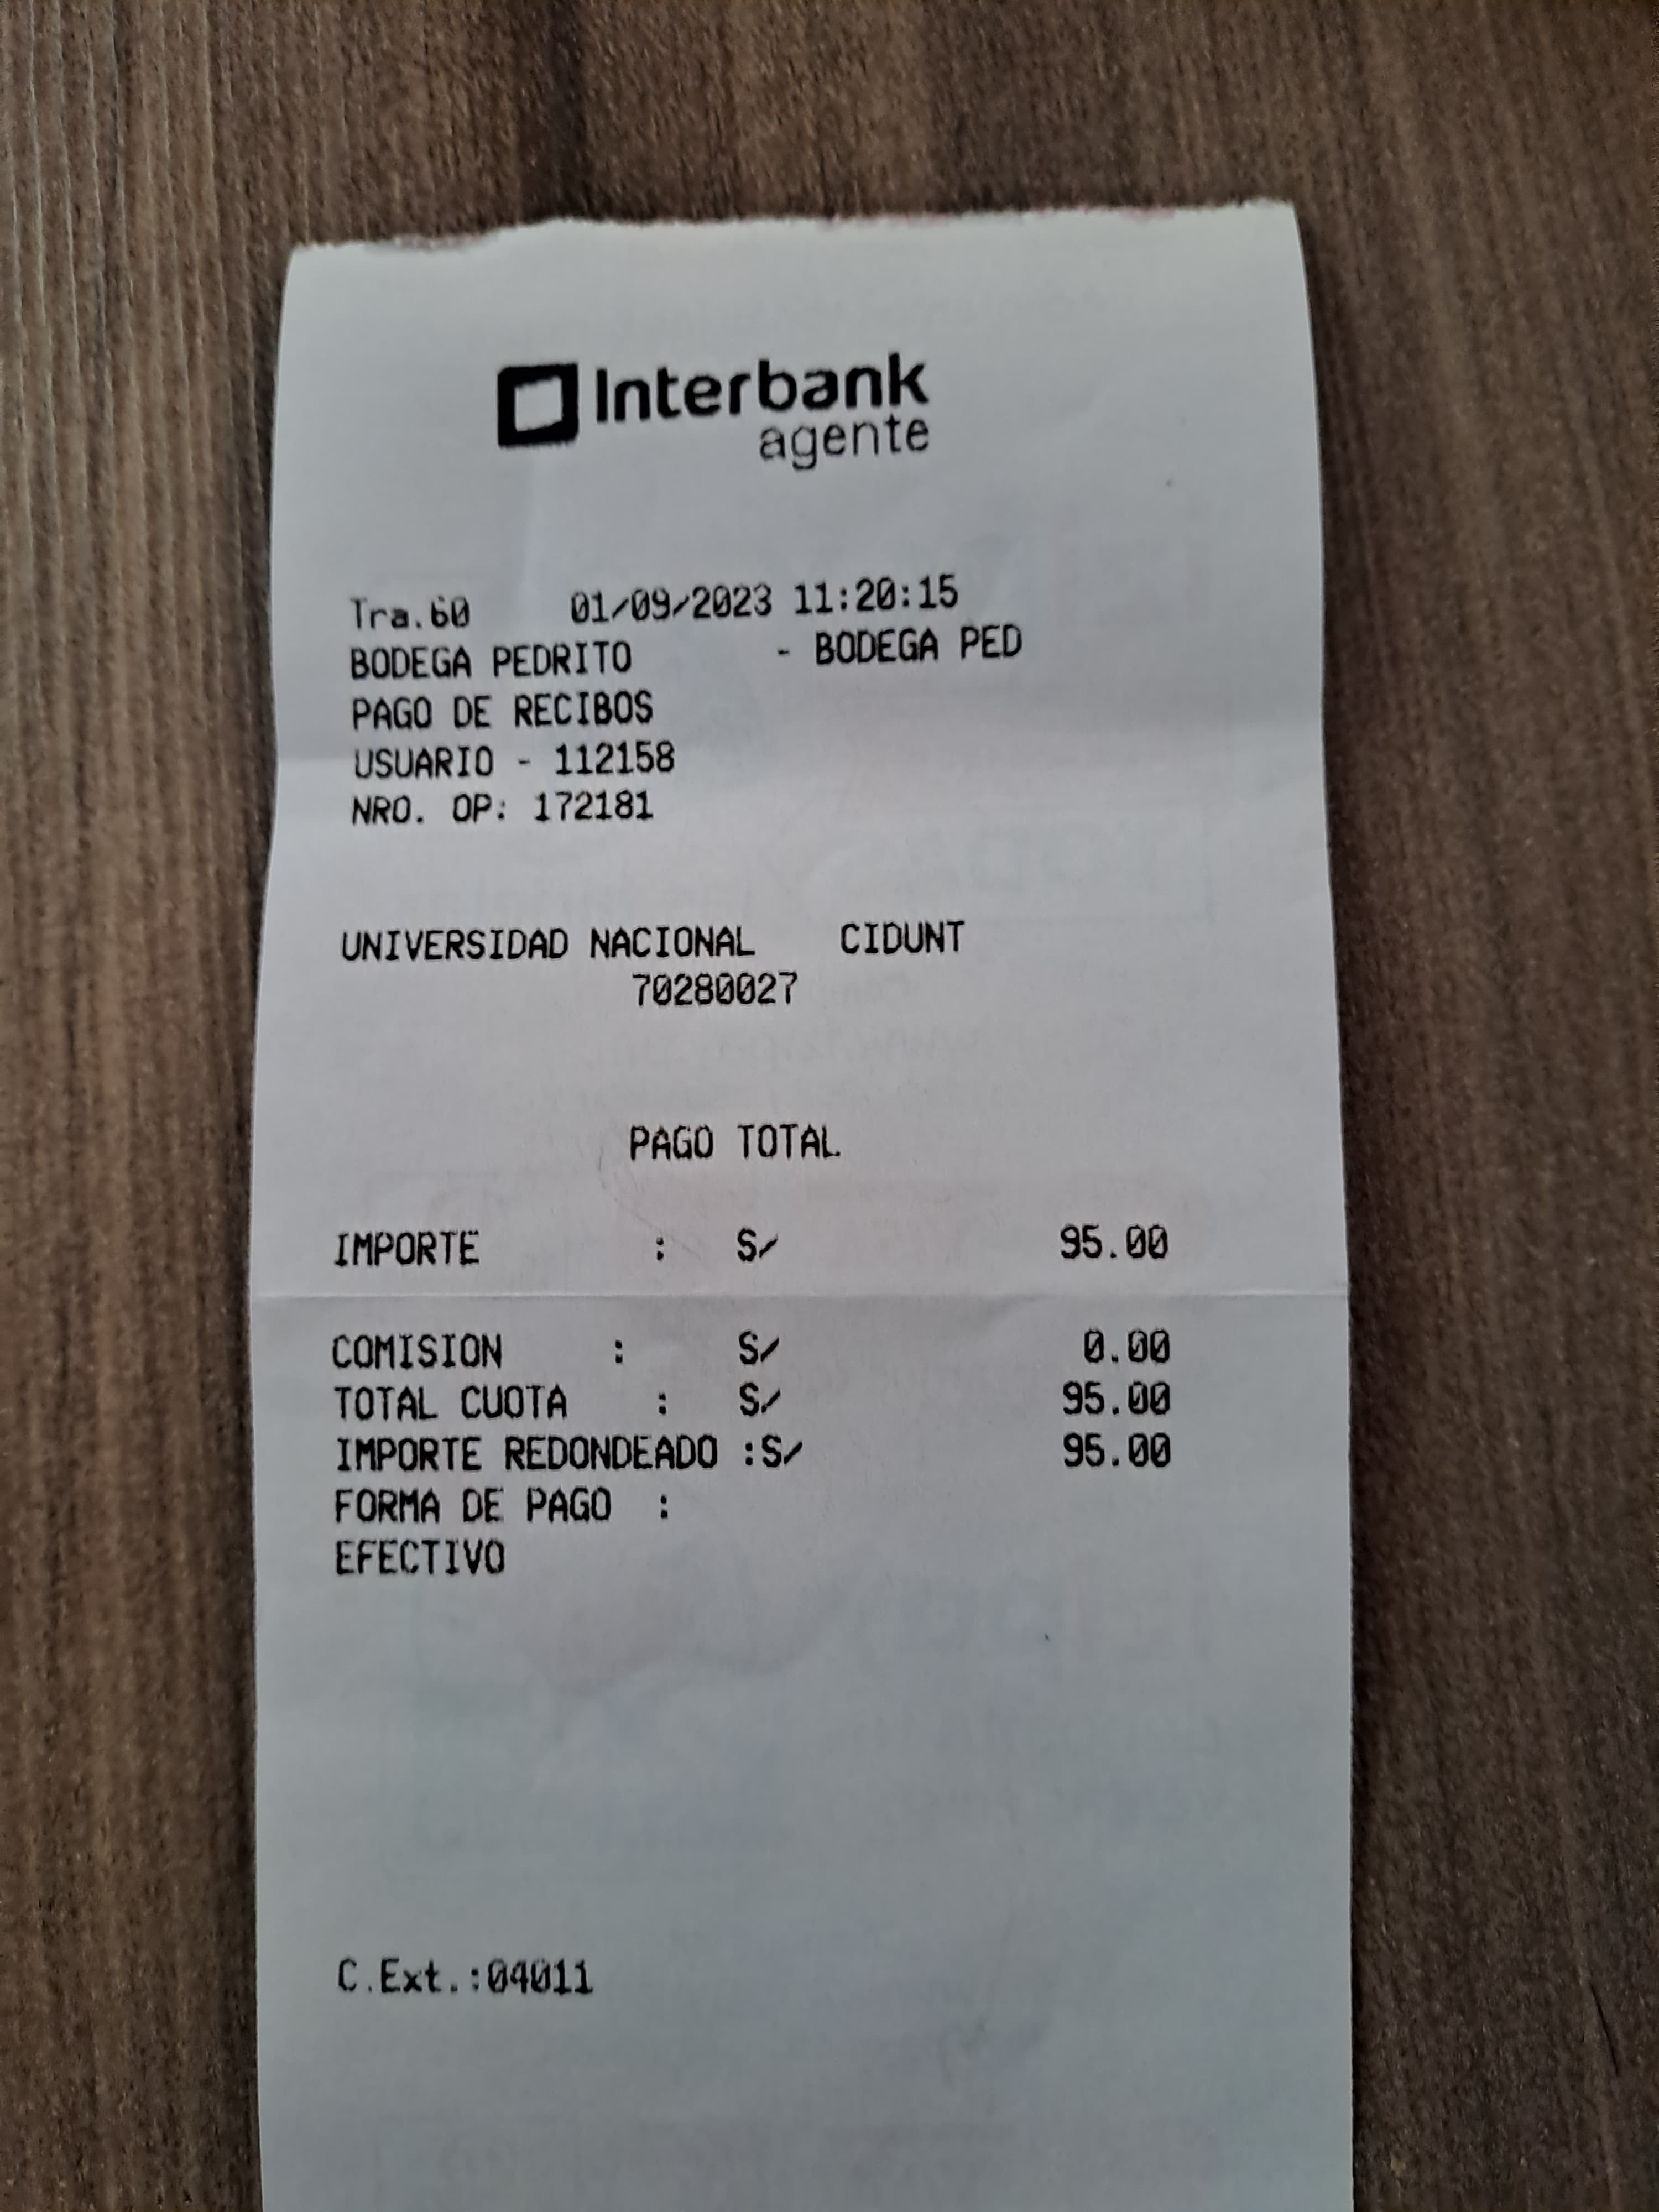 Interbank
agente
Tra.60 01/09/2023 11:20:15
BODEGA PEDRITO - BODEGA PED
PAGO DE RECIBOS
USUARIO - 112158
NRO. OP: 172181
UNIVERSIDAD NACIONAL CIDUNT
70280027
PAGO TOTAL
IMPORTE : S/ 95.00
COMISION : S/ 0.00
TOTAL CUOTA : S/ 95.00
IMPORTE REDONDEADO :S/ 95.00
FORMA DE PAGO :
EFECTIVO
C.Ext.:04011